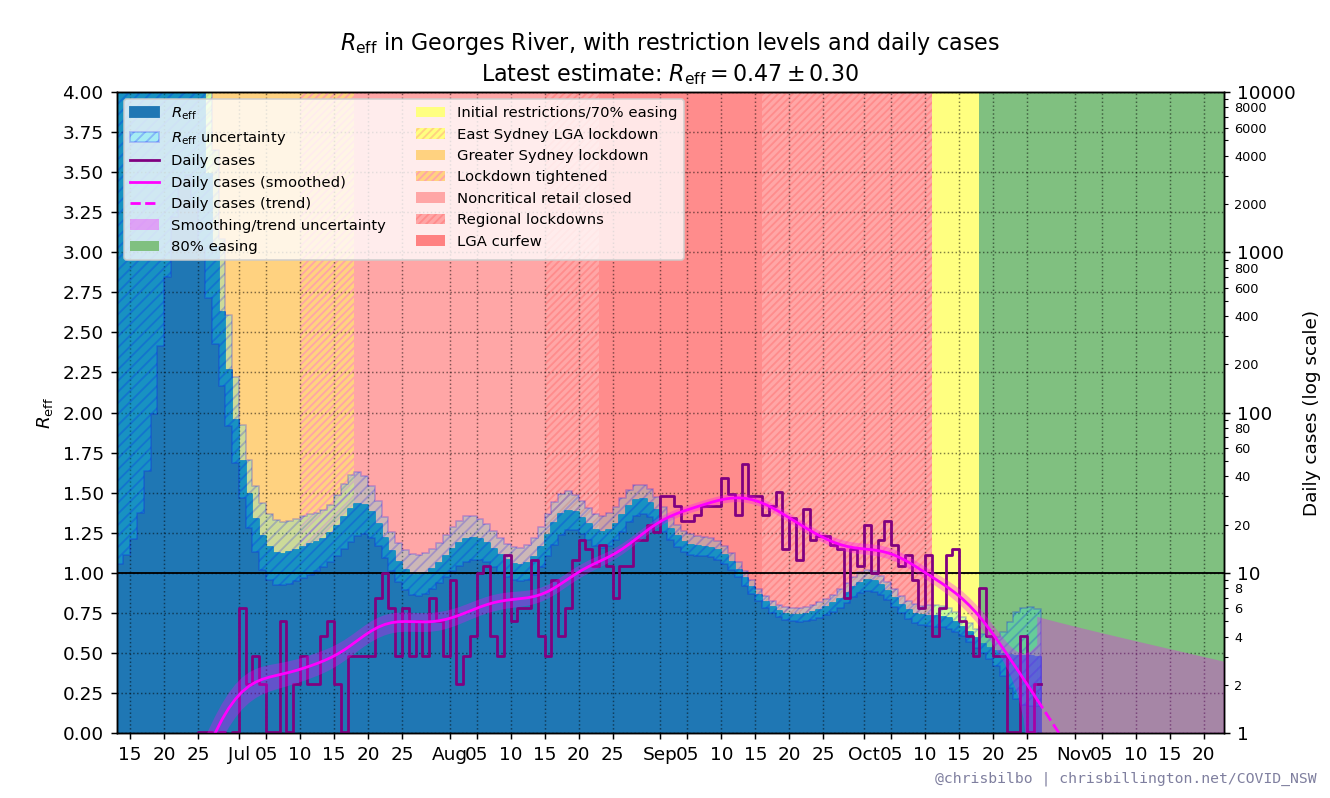 Reff in Georges River, with restriction levels and daily cases
Latest estimate: Reff = 0.47 ± 0.30
Reff
Reff uncertainty
Daily cases
Daily cases (smoothed)
Daily cases (trend)
Smoothing/trend uncertainty
80% easing
Initial restrictions/70% easing
East Sydney LGA lockdown
Greater Sydney lockdown
Lockdown tightened
Noncritical retail closed
Regional lockdowns
LGA curfew
4.00
3.75
3.50
3.25
3.00
2.75
2.50
2.25
2.00
1.75
1.50
1.25
1.00
0.75
0.50
0.25
0.00
Reff
10000
8000
6000
4000
2000
1000
800
600
400
200
100
80
60
40
20
10
8
6
4
2
1
Daily cases (log scale)
15 20 25 Jul 05 10 15 20 25 Aug 05 10 15 20 25 Sep 05 10 15 20 25 Oct 05 10 15 20 25 Nov 05 10 15 20
@chrisbilbo | chrisbillington.net/COVID_NSW